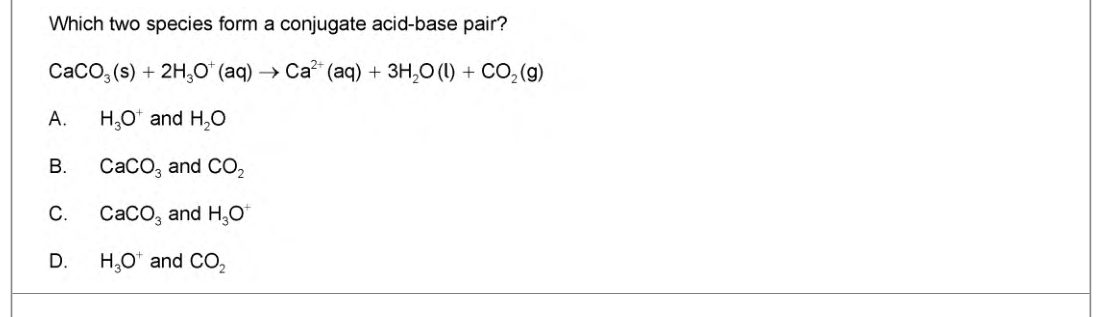 Which two species form a conjugate acid-base pair?
CaCO₃(s) + 2H₃O⁺(aq) → Ca²⁺(aq) + 3H₂O(l) + CO₂(g)
A. H₃O⁺ and H₂O
B. CaCO₃ and CO₂
C. CaCO₃ and H₃O⁺
D. H₃O⁺ and CO₂